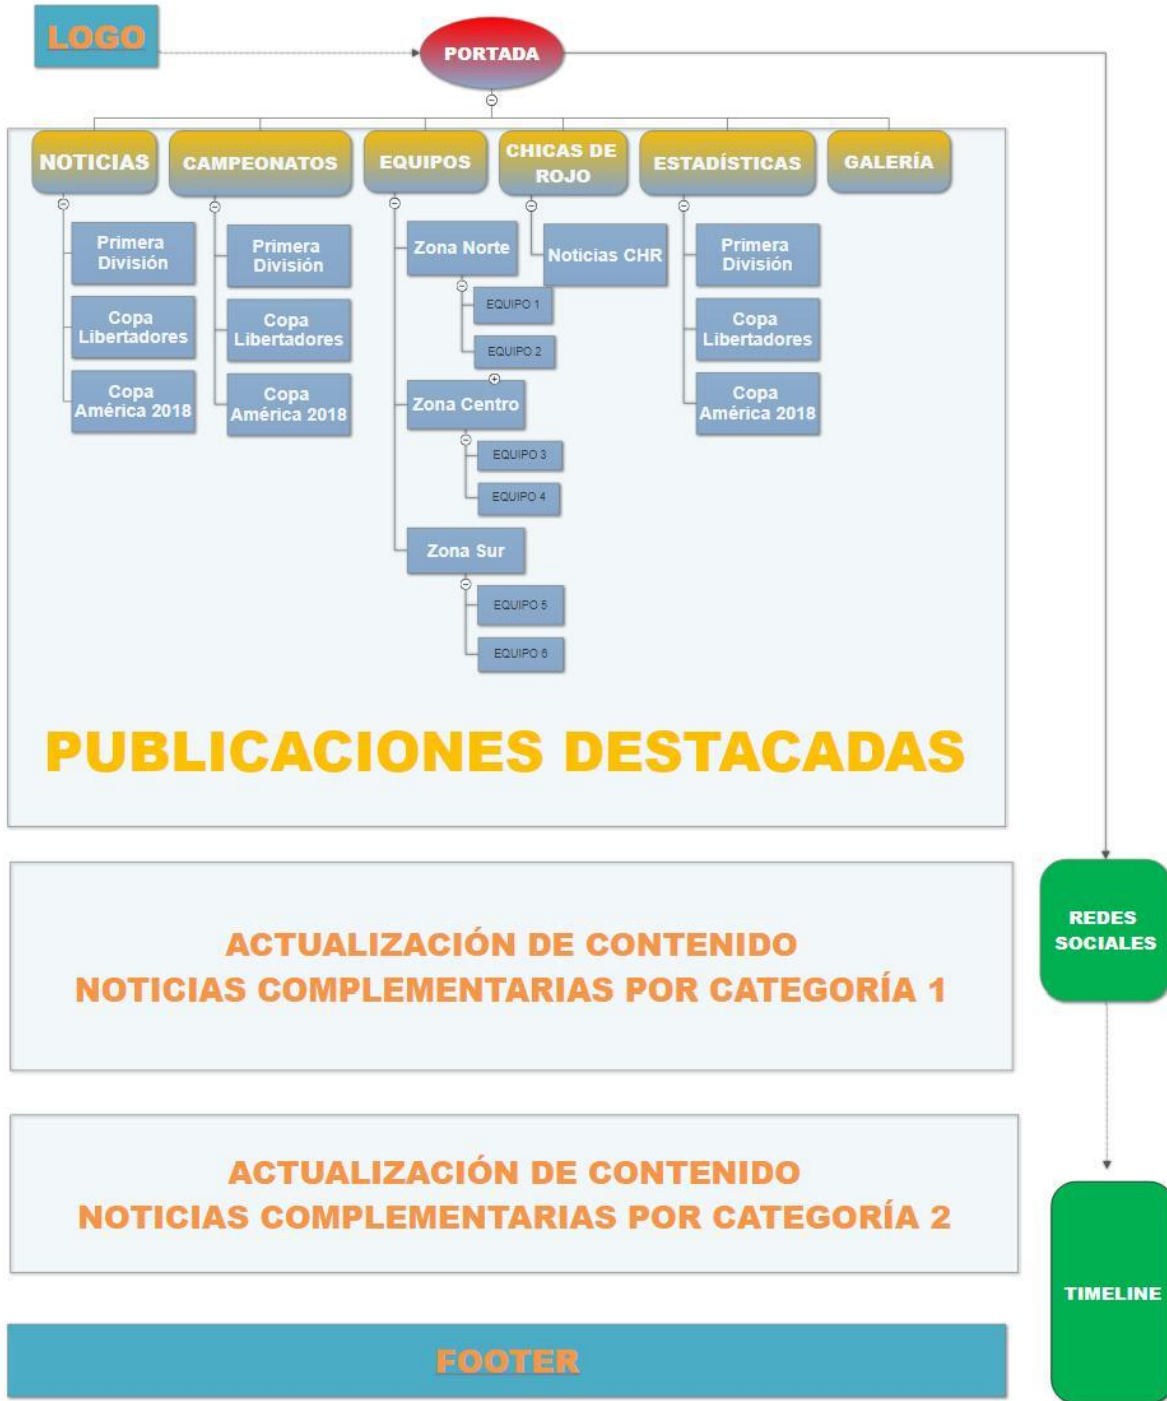 LOGO
PORTADA
NOTICIAS
CAMPEONATOS
EQUIPOS
CHICAS DE
ROJO
ESTADÍSTICAS
GALERÍA
Primera
División
Copa
Libertadores
Copa
América 2018
Primera
División
Copa
Libertadores
Copa
América 2018
Zona Norte
EQUIPO 1
EQUIPO 2
Zona Centro
EQUIPO 3
EQUIPO 4
Zona Sur
EQUIPO 5
EQUIPO 6
Noticias CHR
Primera
División
Copa
Libertadores
Copa
América 2018
PUBLICACIONES DESTACADAS
ACTUALIZACIÓN DE CONTENIDO
NOTICIAS COMPLEMENTARIAS POR CATEGORÍA 1
REDES
SOCIALES
ACTUALIZACIÓN DE CONTENIDO
NOTICIAS COMPLEMENTARIAS POR CATEGORÍA 2
TIMELINE
FOOTER